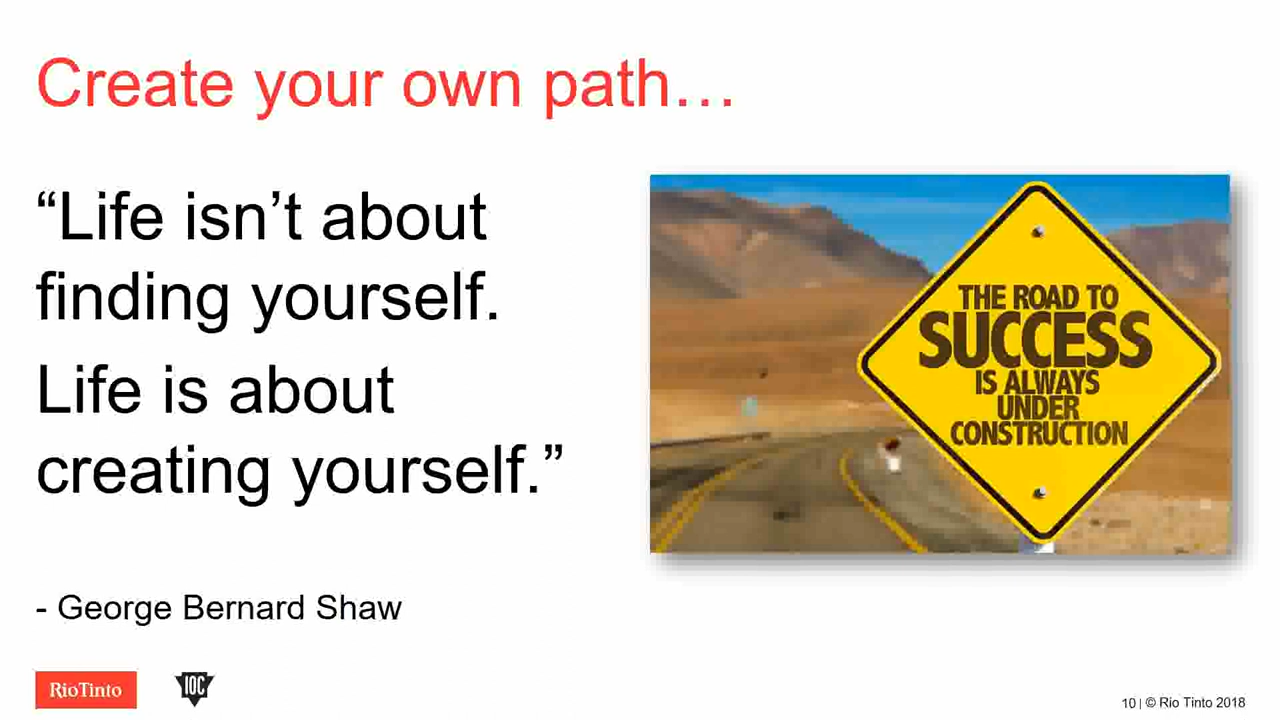 Create your own path…
“Life isn’t about
finding yourself.
Life is about
creating yourself.”
- George Bernard Shaw
THE ROAD TO
SUCCESS
IS ALWAYS
UNDER
CONSTRUCTION
RioTinto
IOC
10 | © Rio Tinto 2018